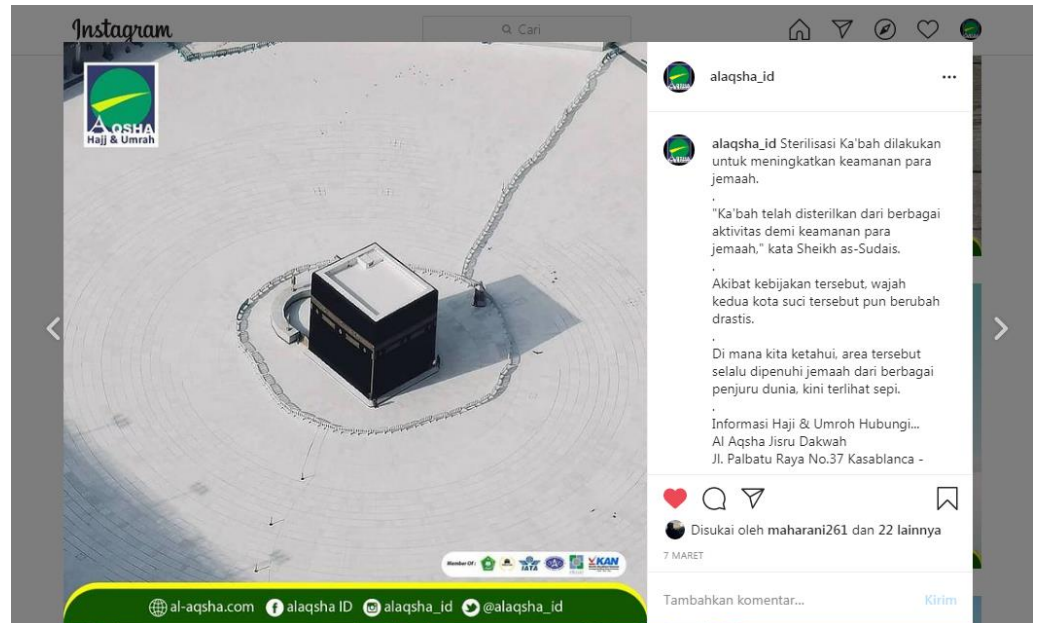 Instagram
Cari
AQSHA
Hajj & Umrah
alaqsha_id
alaqsha_id Sterilisasi Ka'bah dilakukan
untuk meningkatkan keamanan para
jemaah.
.
"Ka'bah telah disterilkan dari berbagai
aktivitas demi keamanan para
jemaah," kata Sheikh as-Sudais.
.
Akibat kebijakan tersebut, wajah
kedua kota suci tersebut pun berubah
drastis.
.
Di mana kita ketahui, area tersebut
selalu dipenuhi jemaah dari berbagai
penjuru dunia, kini terlihat sepi.
.
Informasi Haji & Umroh Hubungi...
Al Aqsha Jisru Dakwah
Jl. Palbatu Raya No.37 Kasablanca -
Disukai oleh maharani261 dan 22 lainnya
7 MARET
Tambahkan komentar...
Kirim
Member Of :
IATA
KAN
al-aqsha.com alaqsha ID alaqsha_id @alaqsha_id